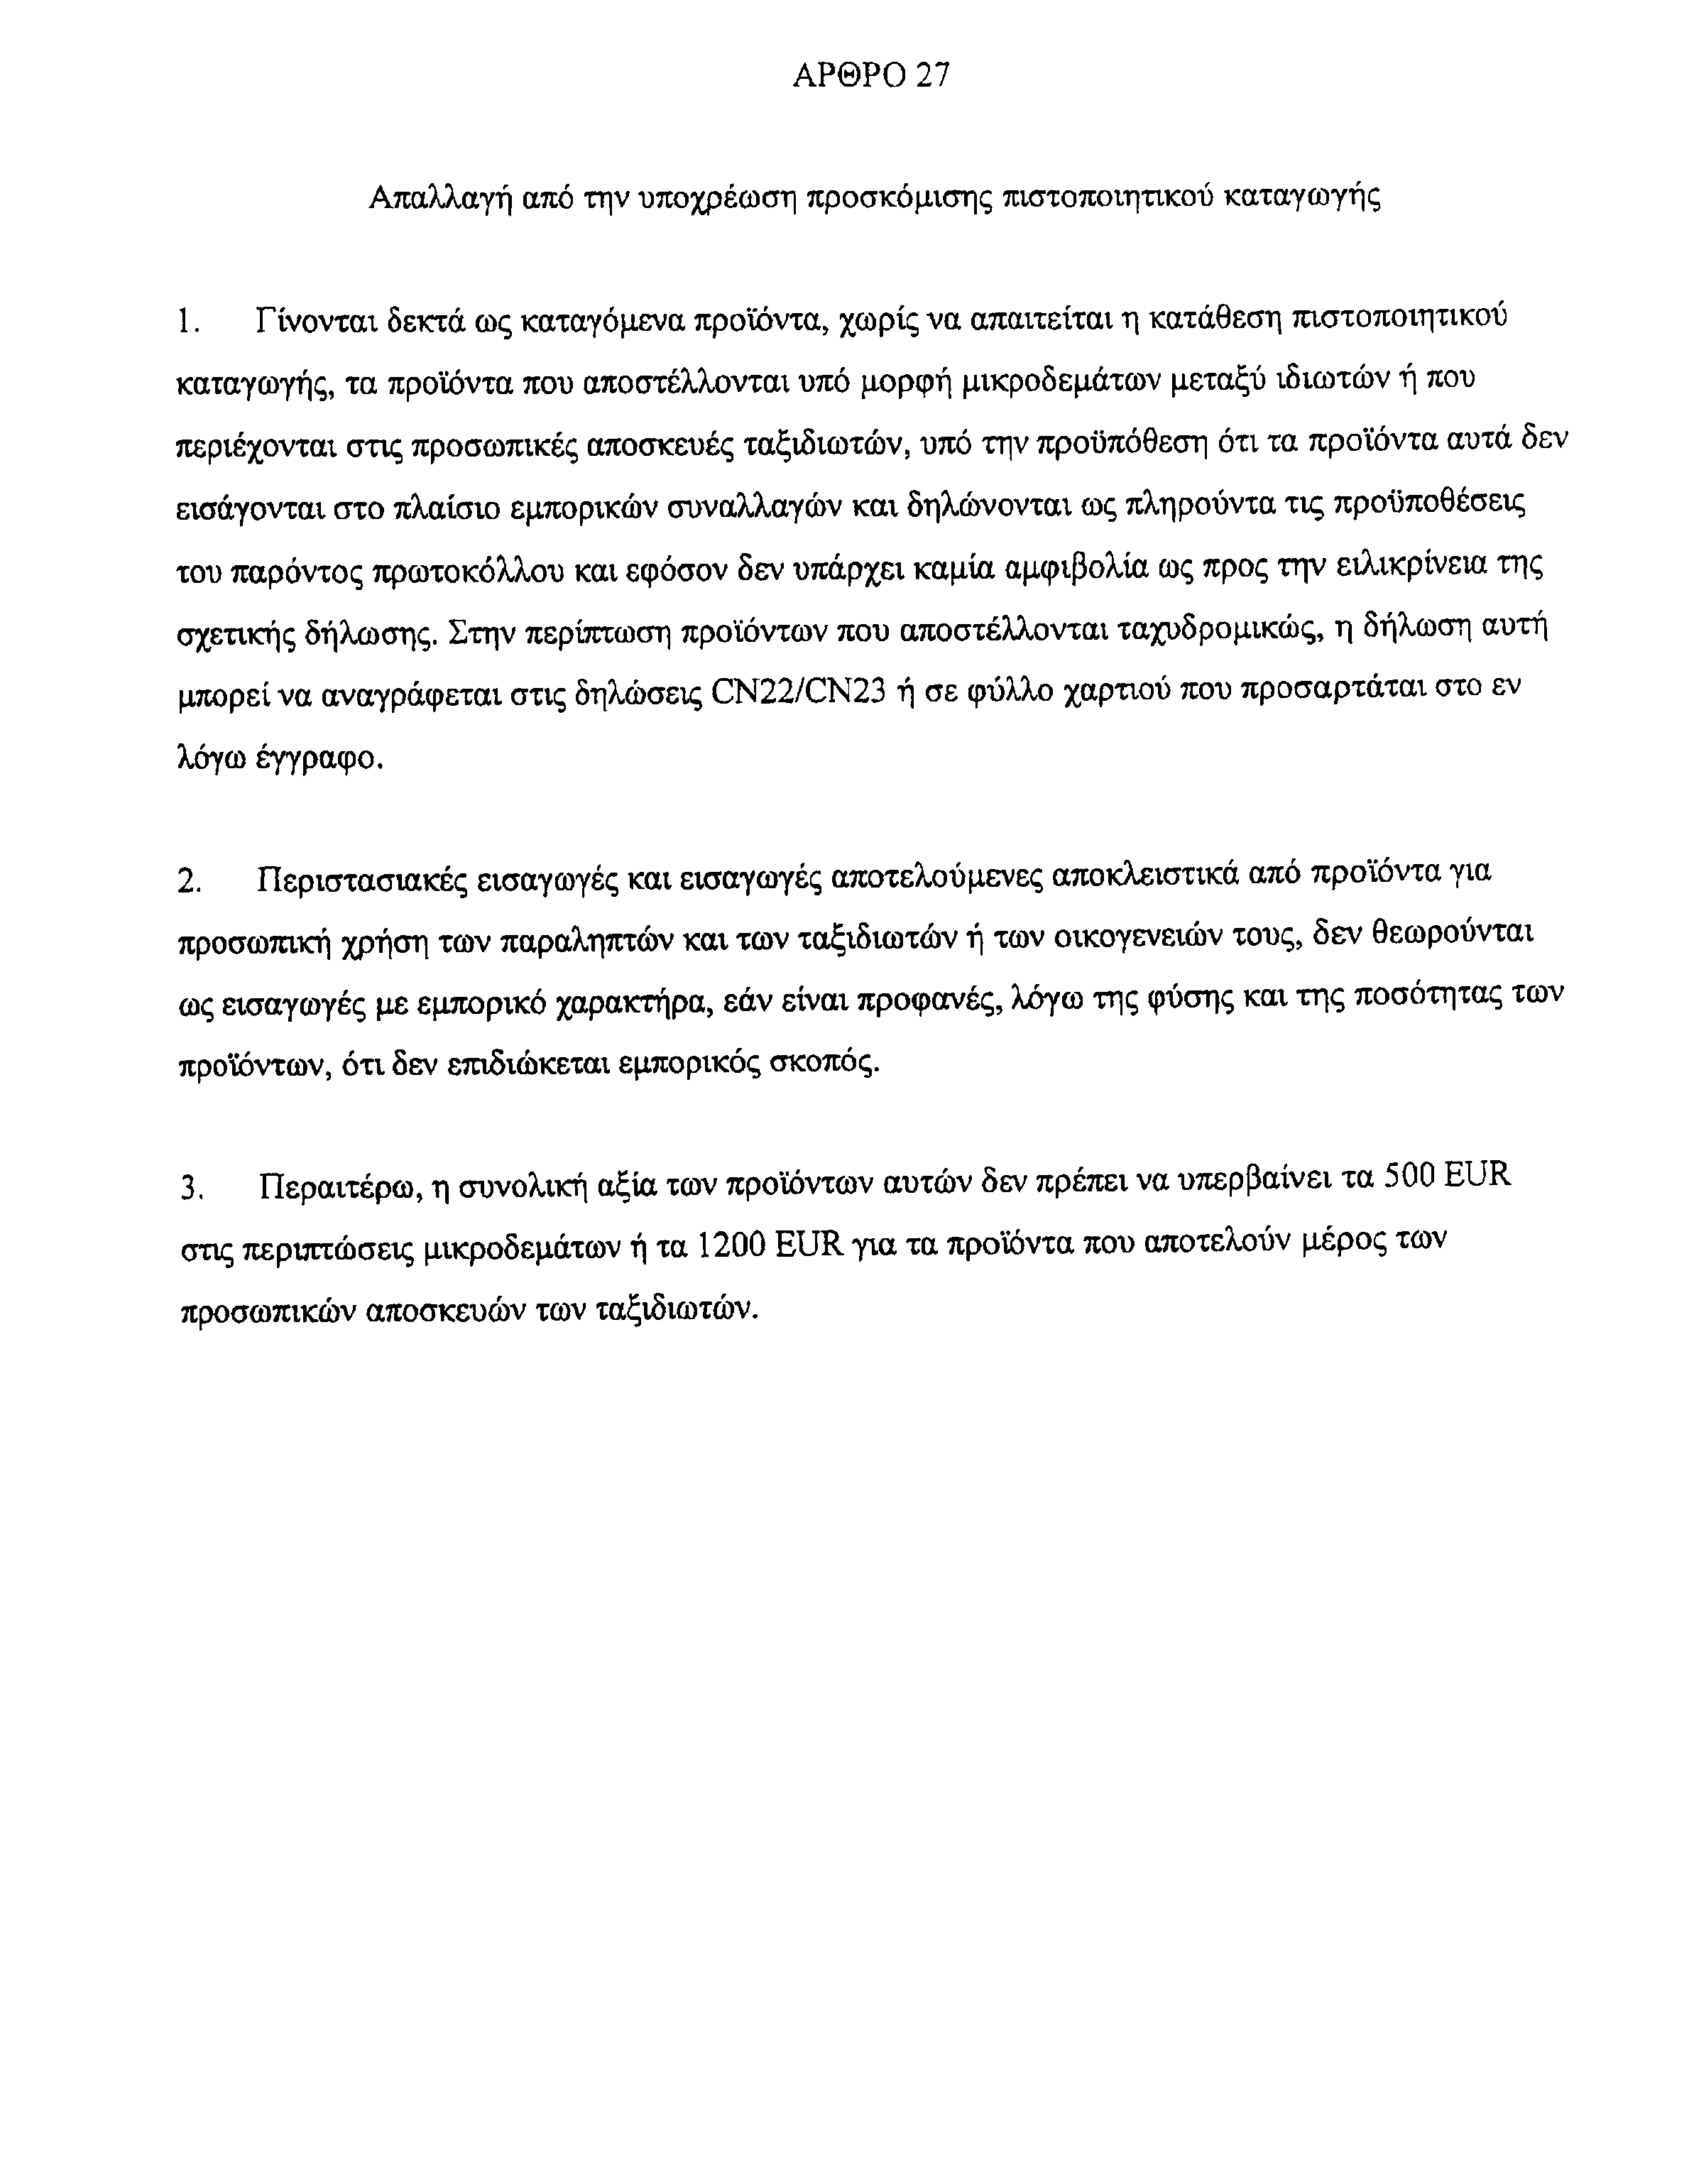 ΑΡΘΡΟ 27
Απαλλαγή από την υποχρέωση προσκόμισης πιστοποιητικού καταγωγής
1. Γίνονται δεκτά ως καταγόμενα προϊόντα, χωρίς να απαιτείται η κατάθεση πιστοποιητικού
καταγωγής, τα προϊόντα που αποστέλλονται υπό μορφή μικροδεμάτων μεταξύ ιδιωτών ή που
περιέχονται στις προσωπικές αποσκευές ταξιδιωτών, υπό την προϋπόθεση ότι τα προϊόντα αυτά δεν
εισάγονται στο πλαίσιο εμπορικών συναλλαγών και δηλώνονται ως πληρούντα τις προϋποθέσεις
του παρόντος πρωτοκόλλου και εφόσον δεν υπάρχει καμία αμφιβολία ως προς την ειλικρίνεια της
σχετικής δήλωσης. Στην περίπτωση προϊόντων που αποστέλλονται ταχυδρομικώς, η δήλωση αυτή
μπορεί να αναγράφεται στις δηλώσεις CN22/CN23 ή σε φύλλο χαρτιού που προσαρτάται στο εν
λόγω έγγραφο.
2. Περιστασιακές εισαγωγές και εισαγωγές αποτελούμενες αποκλειστικά από προϊόντα για
προσωπική χρήση των παραληπτών και των ταξιδιωτών ή των οικογενειών τους, δεν θεωρούνται
ως εισαγωγές με εμπορικό χαρακτήρα, εάν είναι προφανές, λόγω της φύσης και της ποσότητας των
προϊόντων, ότι δεν επιδιώκεται εμπορικός σκοπός.
3. Περαιτέρω, η συνολική αξία των προϊόντων αυτών δεν πρέπει να υπερβαίνει τα 500 EUR
στις περιπτώσεις μικροδεμάτων ή τα 1200 EUR για τα προϊόντα που αποτελούν μέρος των
προσωπικών αποσκευών των ταξιδιωτών.